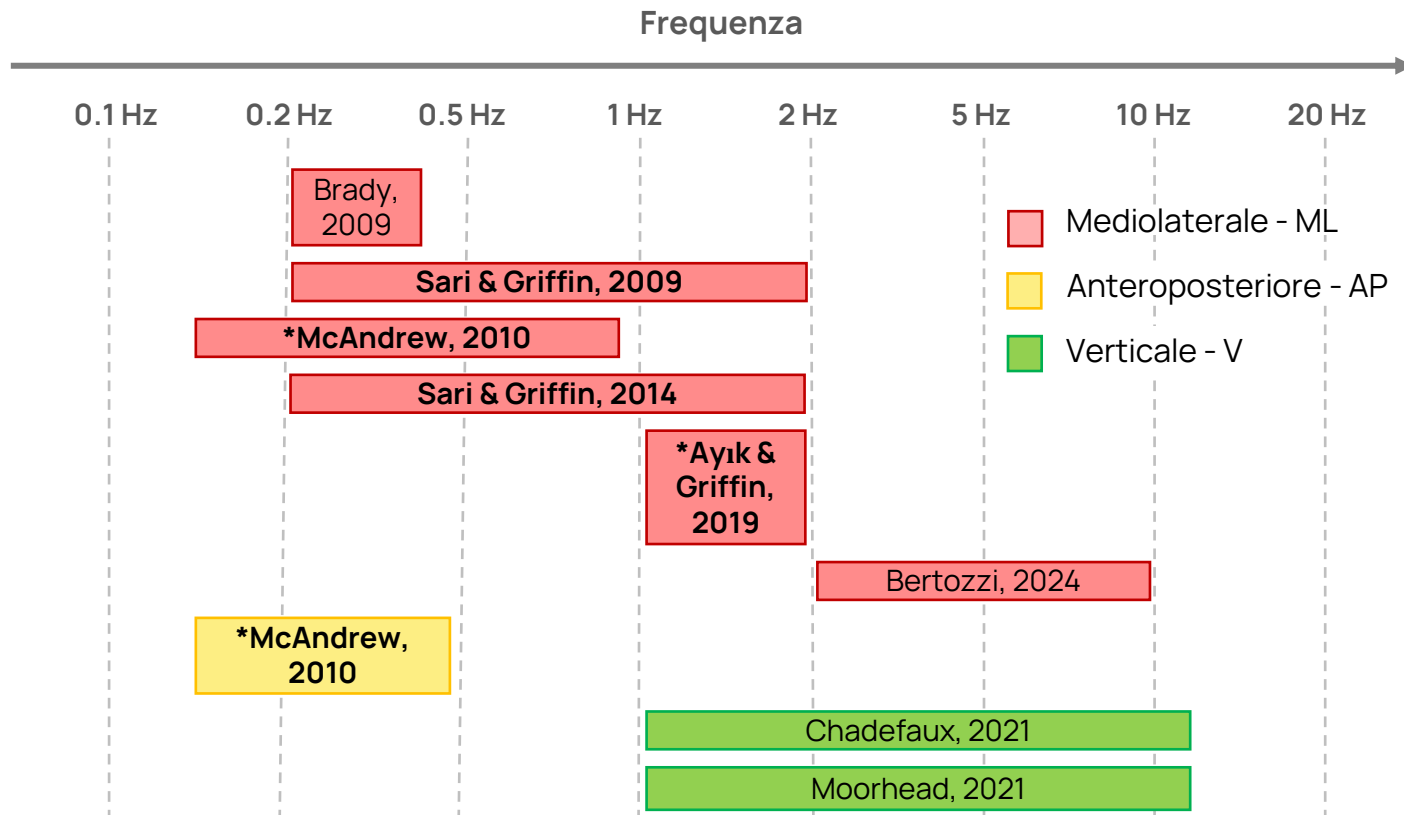 Frequenza
0.1 Hz 0.2 Hz 0.5 Hz 1 Hz 2 Hz 5 Hz 10 Hz 20 Hz
Brady,
2009
Mediolaterale - ML
Sari & Griffin, 2009
Anteroposteriore - AP
*McAndrew, 2010
Verticale - V
Sari & Griffin, 2014
*Ayık &
Griffin,
2019
Bertozzi, 2024
*McAndrew,
2010
Chadefaux, 2021
Moorhead, 2021